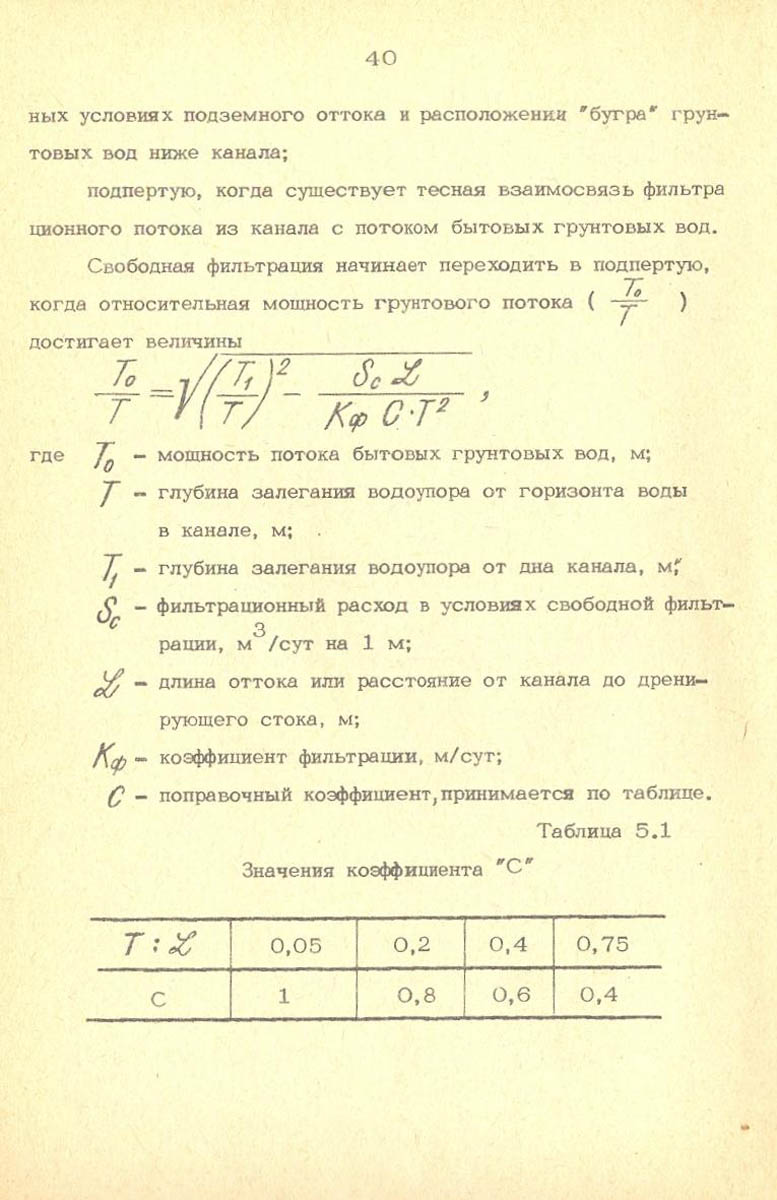 40
ных условиях подземного оттока и расположении "бугра" грун-
товых вод ниже канала;
подпертую, когда существует тесная взаимосвязь фильтра
ционного потока из канала с потоком бытовых грунтовых вод.
Свободная фильтрация начинает переходить в подпертую,
когда относительная мощность грунтового потока ( T₀/T )
достигает величины
T₀/T = √((T₁/T)² - (S_c ℒ)/(K_ф C·T²)) ,
где T₀ - мощность потока бытовых грунтовых вод, м;
T - глубина залегания водоупора от горизонта воды
в канале, м;
T₁ - глубина залегания водоупора от дна канала, м;
S_c - фильтрационный расход в условиях свободной фильт-
рации, м³/сут на 1 м;
ℒ - длина оттока или расстояние от канала до дрени-
рующего стока, м;
K_ф - коэффициент фильтрации, м/сут;
C - поправочный коэффициент, принимается по таблице.
Таблица 5.1
Значения коэффициента "С"
T : ℒ 0,05 0,2 0,4 0,75
С 1 0,8 0,6 0,4